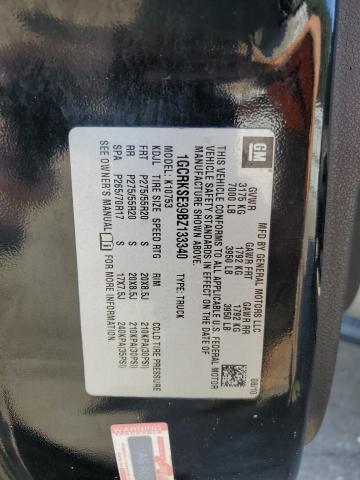 GM
MFD BY GENERAL MOTORS LLC
08/10
GVWR GAWR FRT GAWR RR
3175 KG 1792 KG 1792 KG
7000 LB 3950 LB 3950 LB
THIS VEHICLE CONFORMS TO ALL APPLICABLE U.S. FEDERAL MOTOR
VEHICLE SAFETY STANDARDS IN EFFECT ON THE DATE OF
MANUFACTURE SHOWN ABOVE.
1GCRKSE39BZ133340 TYPE: TRUCK
MODEL: K10753
KDJL TIRE SIZE SPEED RTG RIM COLD TIRE PRESSURE
FRT P275/55R20 S 20X8.5J 210KPA(30PSI)
RR P275/55R20 S 20X8.5J 210KPA(30PSI)
SPA P265/70R17 S 17X7.5J 240KPA(35PSI)
SEE OWNER'S MANUAL FOR MORE INFORMATION.
WARNING